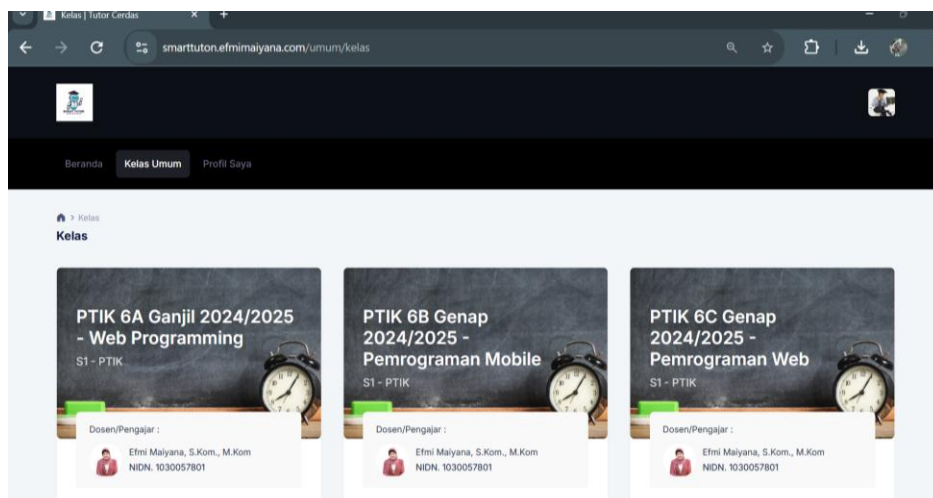 Kelas | Tutor Cerdas
smarttuton.efmimaiyana.com/umum/kelas
Beranda
Kelas Umum
Profil Saya
> Kelas
Kelas
PTIK 6A Ganjil 2024/2025
- Web Programming
S1 - PTIK
Dosen/Pengajar :
Efmi Maiyana, S.Kom., M.Kom
NIDN. 1030057801
PTIK 6B Genap
2024/2025 -
Pemrograman Mobile
S1 - PTIK
Dosen/Pengajar :
Efmi Maiyana, S.Kom., M.Kom
NIDN. 1030057801
PTIK 6C Genap
2024/2025 -
Pemrograman Web
S1 - PTIK
Dosen/Pengajar :
Efmi Maiyana, S.Kom., M.Kom
NIDN. 1030057801